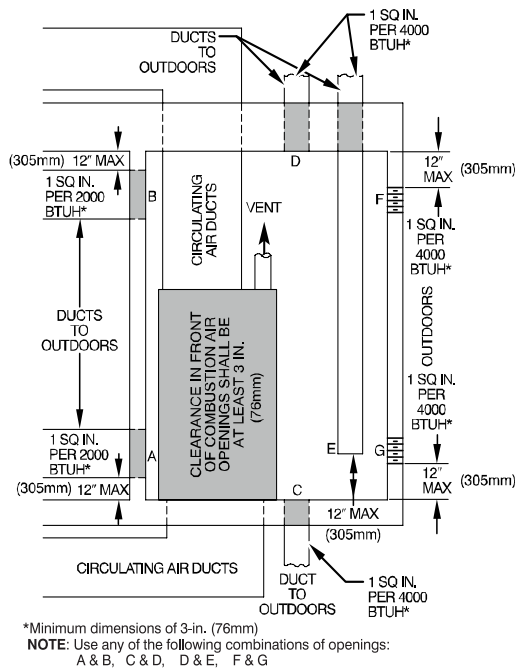 DUCTS
TO
OUTDOORS
1 SQ IN.
PER 4000
BTUH*
(305mm)
12" MAX
1 SQ IN.
PER 2000
BTUH*
B
D
F
CIRCULATING
AIR DUCTS
VENT
12"
MAX
(305mm)
1 SQ IN.
PER
4000
BTUH*
OUTDOORS
DUCTS
TO
OUTDOORS
CLEARANCE IN FRONT
OF COMBUSTION AIR
OPENINGS SHALL BE
AT LEAST 3 IN.
(76mm)
1 SQ IN.
PER
4000
BTUH*
1 SQ IN.
PER 2000
BTUH*
A
E
G
C
(305mm)
12" MAX
12" MAX
(305mm)
12"
MAX
(305mm)
CIRCULATING AIR DUCTS
DUCT
TO
OUTDOORS
1 SQ IN.
PER 4000
BTUH*
*Minimum dimensions of 3-in. (76mm)
NOTE: Use any of the following combinations of openings:
A & B, C & D, D & E, F & G